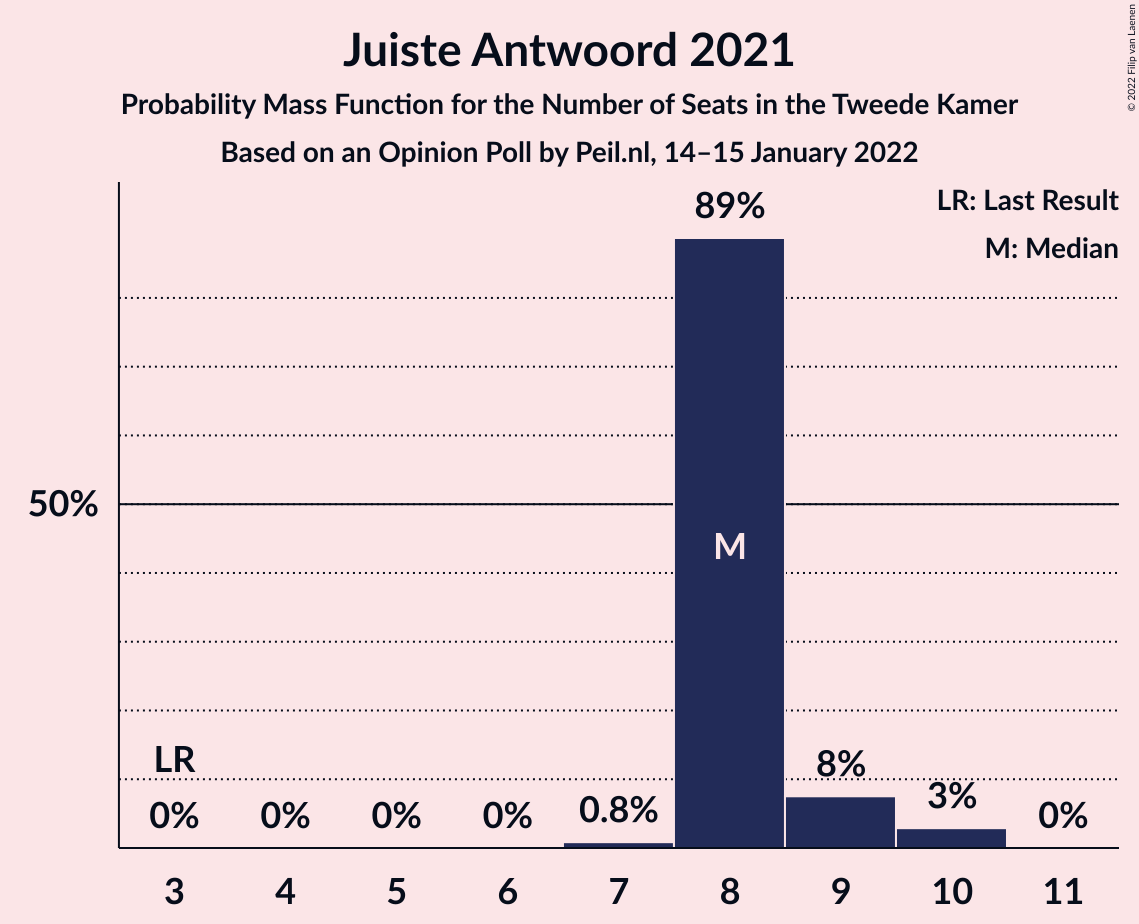 Juiste Antwoord 2021
Probability Mass Function for the Number of Seats in the Tweede Kamer
Based on an Opinion Poll by Peil.nl, 14–15 January 2022
© 2022 Filip van Laenen
LR: Last Result
M: Median
89%
50%
M
LR
0%
0%
0%
0%
0.8%
8%
3%
0%
3 4 5 6 7 8 9 10 11